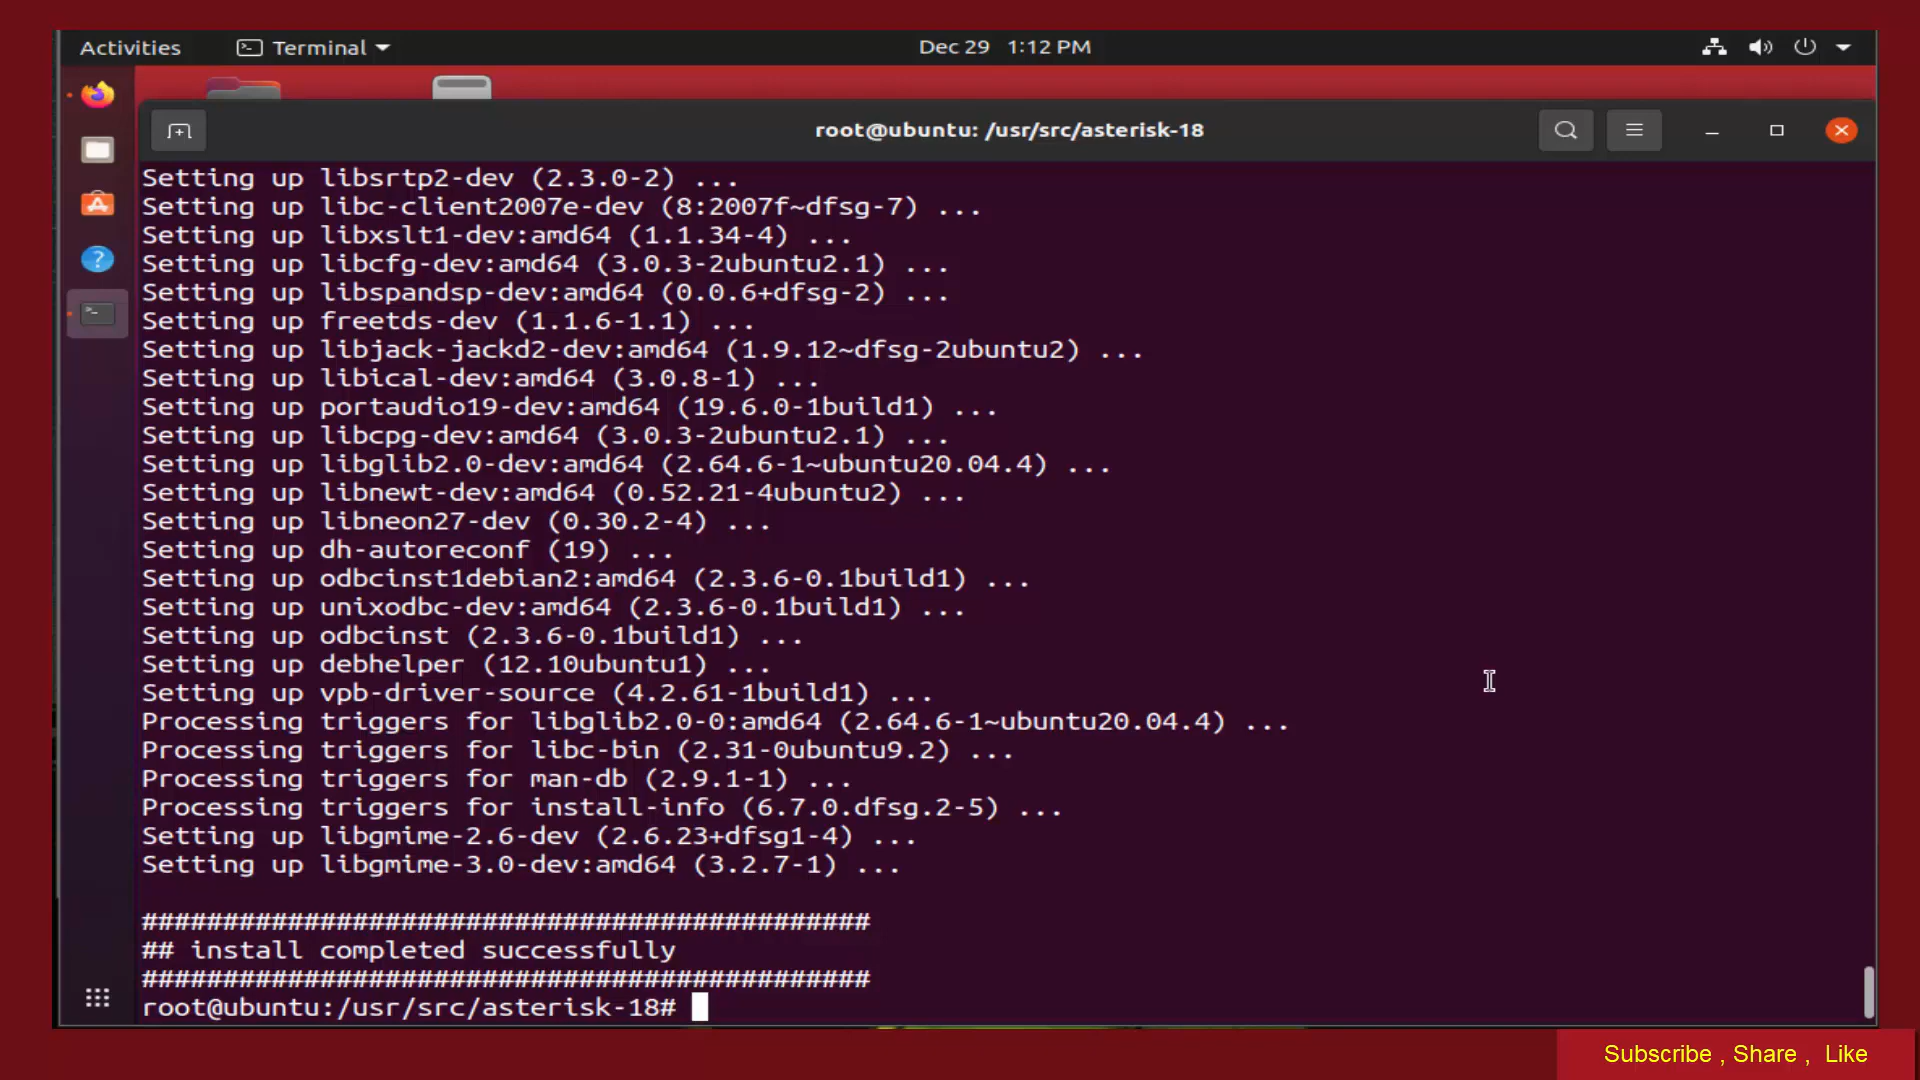 Activities Terminal Dec 29 1:12 PM
root@ubuntu: /usr/src/asterisk-18
Setting up libsrtp2-dev (2.3.0-2) ...
Setting up libc-client2007e-dev (8:2007f~dfsg-7) ...
Setting up libxslt1-dev:amd64 (1.1.34-4) ...
Setting up libcfg-dev:amd64 (3.0.3-2ubuntu2.1) ...
Setting up libspandsp-dev:amd64 (0.0.6+dfsg-2) ...
Setting up freetds-dev (1.1.6-1.1) ...
Setting up libjack-jackd2-dev:amd64 (1.9.12~dfsg-2ubuntu2) ...
Setting up libical-dev:amd64 (3.0.8-1) ...
Setting up portaudio19-dev:amd64 (19.6.0-1build1) ...
Setting up libcpg-dev:amd64 (3.0.3-2ubuntu2.1) ...
Setting up libglib2.0-dev:amd64 (2.64.6-1~ubuntu20.04.4) ...
Setting up libnewt-dev:amd64 (0.52.21-4ubuntu2) ...
Setting up libneon27-dev (0.30.2-4) ...
Setting up dh-autoreconf (19) ...
Setting up odbcinst1debian2:amd64 (2.3.6-0.1build1) ...
Setting up unixodbc-dev:amd64 (2.3.6-0.1build1) ...
Setting up odbcinst (2.3.6-0.1build1) ...
Setting up debhelper (12.10ubuntu1) ...
Setting up vpb-driver-source (4.2.61-1build1) ...
Processing triggers for libglib2.0-0:amd64 (2.64.6-1~ubuntu20.04.4) ...
Processing triggers for libc-bin (2.31-0ubuntu9.2) ...
Processing triggers for man-db (2.9.1-1) ...
Processing triggers for install-info (6.7.0.dfsg.2-5) ...
Setting up libgmime-2.6-dev (2.6.23+dfsg1-4) ...
Setting up libgmime-3.0-dev:amd64 (3.2.7-1) ...
#############################################
## install completed successfully
#############################################
root@ubuntu:/usr/src/asterisk-18#
Subscribe , Share , Like